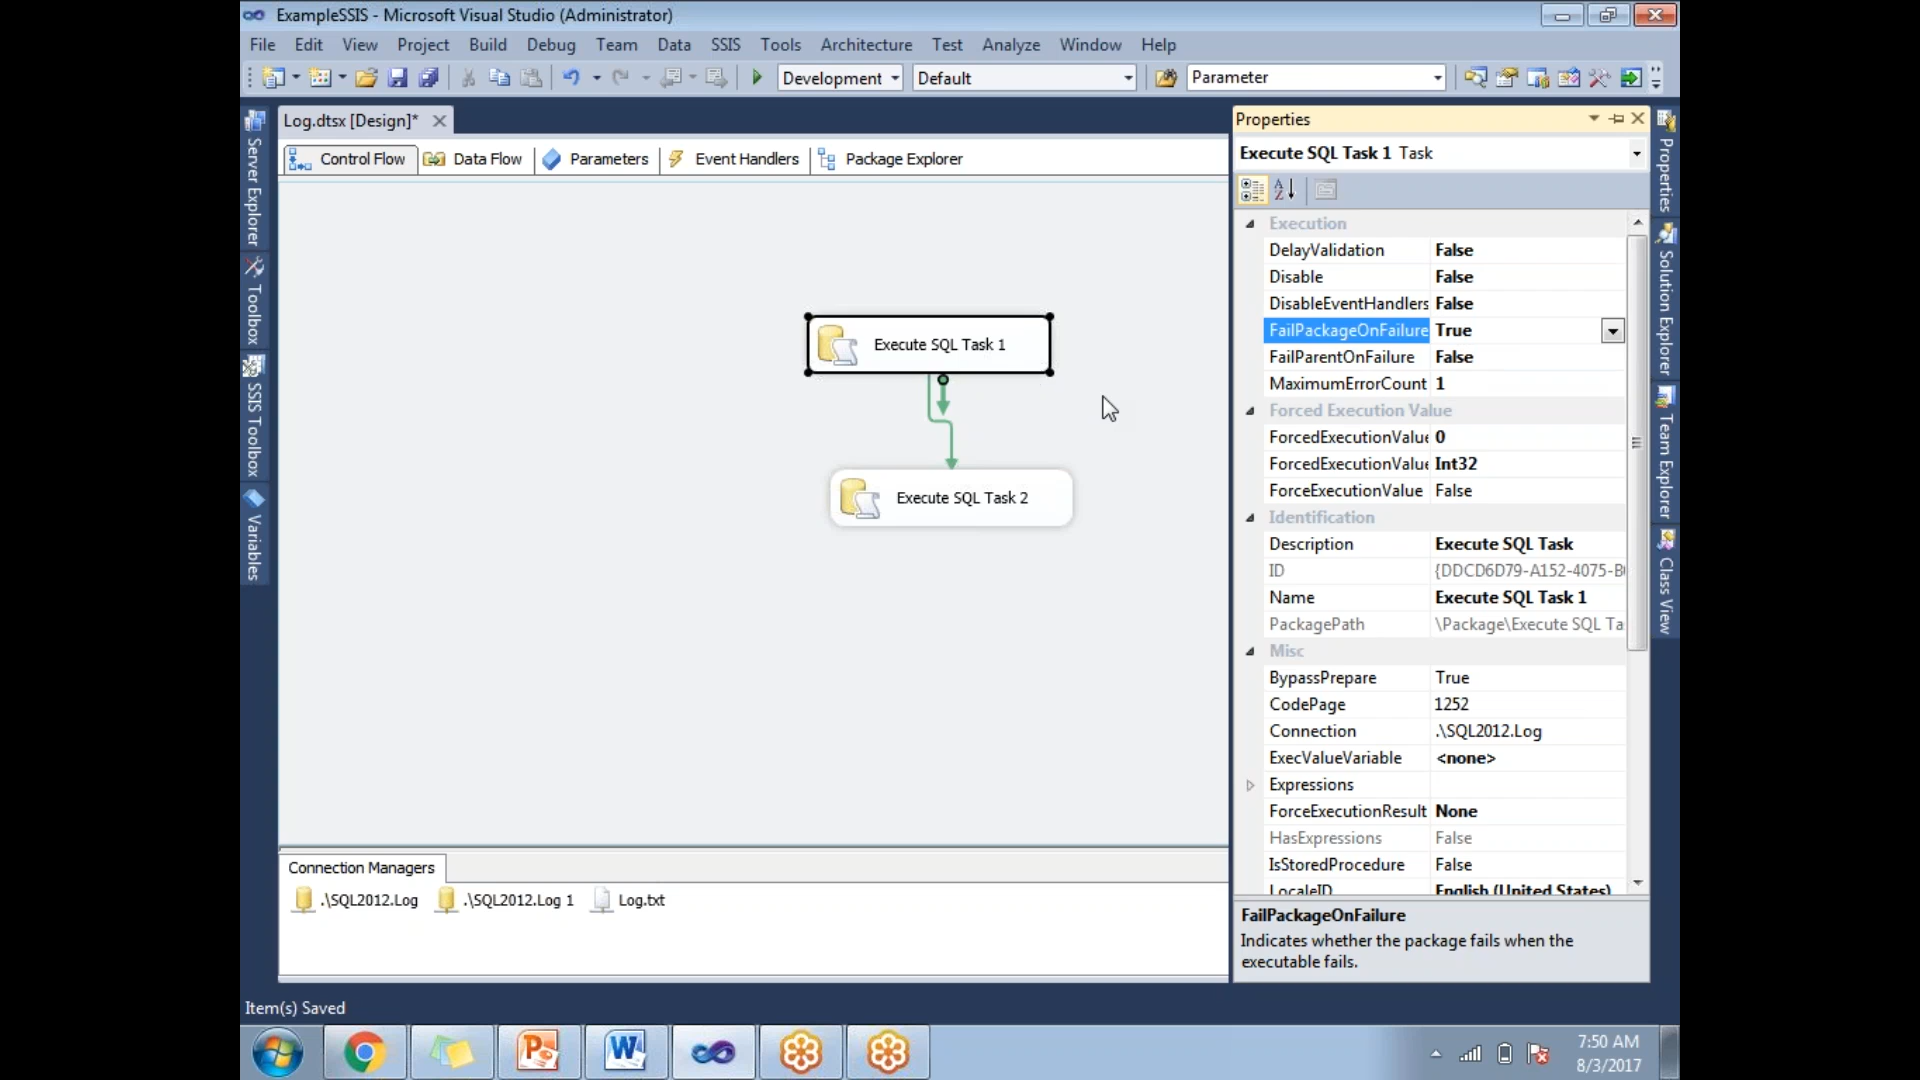 ExampleSSIS - Microsoft Visual Studio (Administrator)
File Edit View Project Build Debug Team Data SSIS Tools Architecture Test Analyze Window Help
Development Default Parameter
Log.dtsx [Design]*
Control Flow Data Flow Parameters Event Handlers Package Explorer
Server Explorer
Toolbox
SSIS Toolbox
Variables
Execute SQL Task 1
Execute SQL Task 2
Connection Managers
.\SQL2012.Log .\SQL2012.Log 1 Log.txt
Properties
Execute SQL Task 1 Task
Execution
DelayValidation False
Disable False
DisableEventHandlers False
FailPackageOnFailure True
FailParentOnFailure False
MaximumErrorCount 1
Forced Execution Value
ForcedExecutionValue 0
ForcedExecutionValue Int32
ForceExecutionValue False
Identification
Description Execute SQL Task
ID {DDCD6D79-A152-4075-B
Name Execute SQL Task 1
PackagePath \Package\Execute SQL Ta
Misc
BypassPrepare True
CodePage 1252
Connection .\SQL2012.Log
ExecValueVariable <none>
Expressions
ForceExecutionResult None
HasExpressions False
IsStoredProcedure False
LocaleID English (United States)
FailPackageOnFailure
Indicates whether the package fails when the
executable fails.
Properties
Solution Explorer
Team Explorer
Class View
Item(s) Saved
7:50 AM
8/3/2017